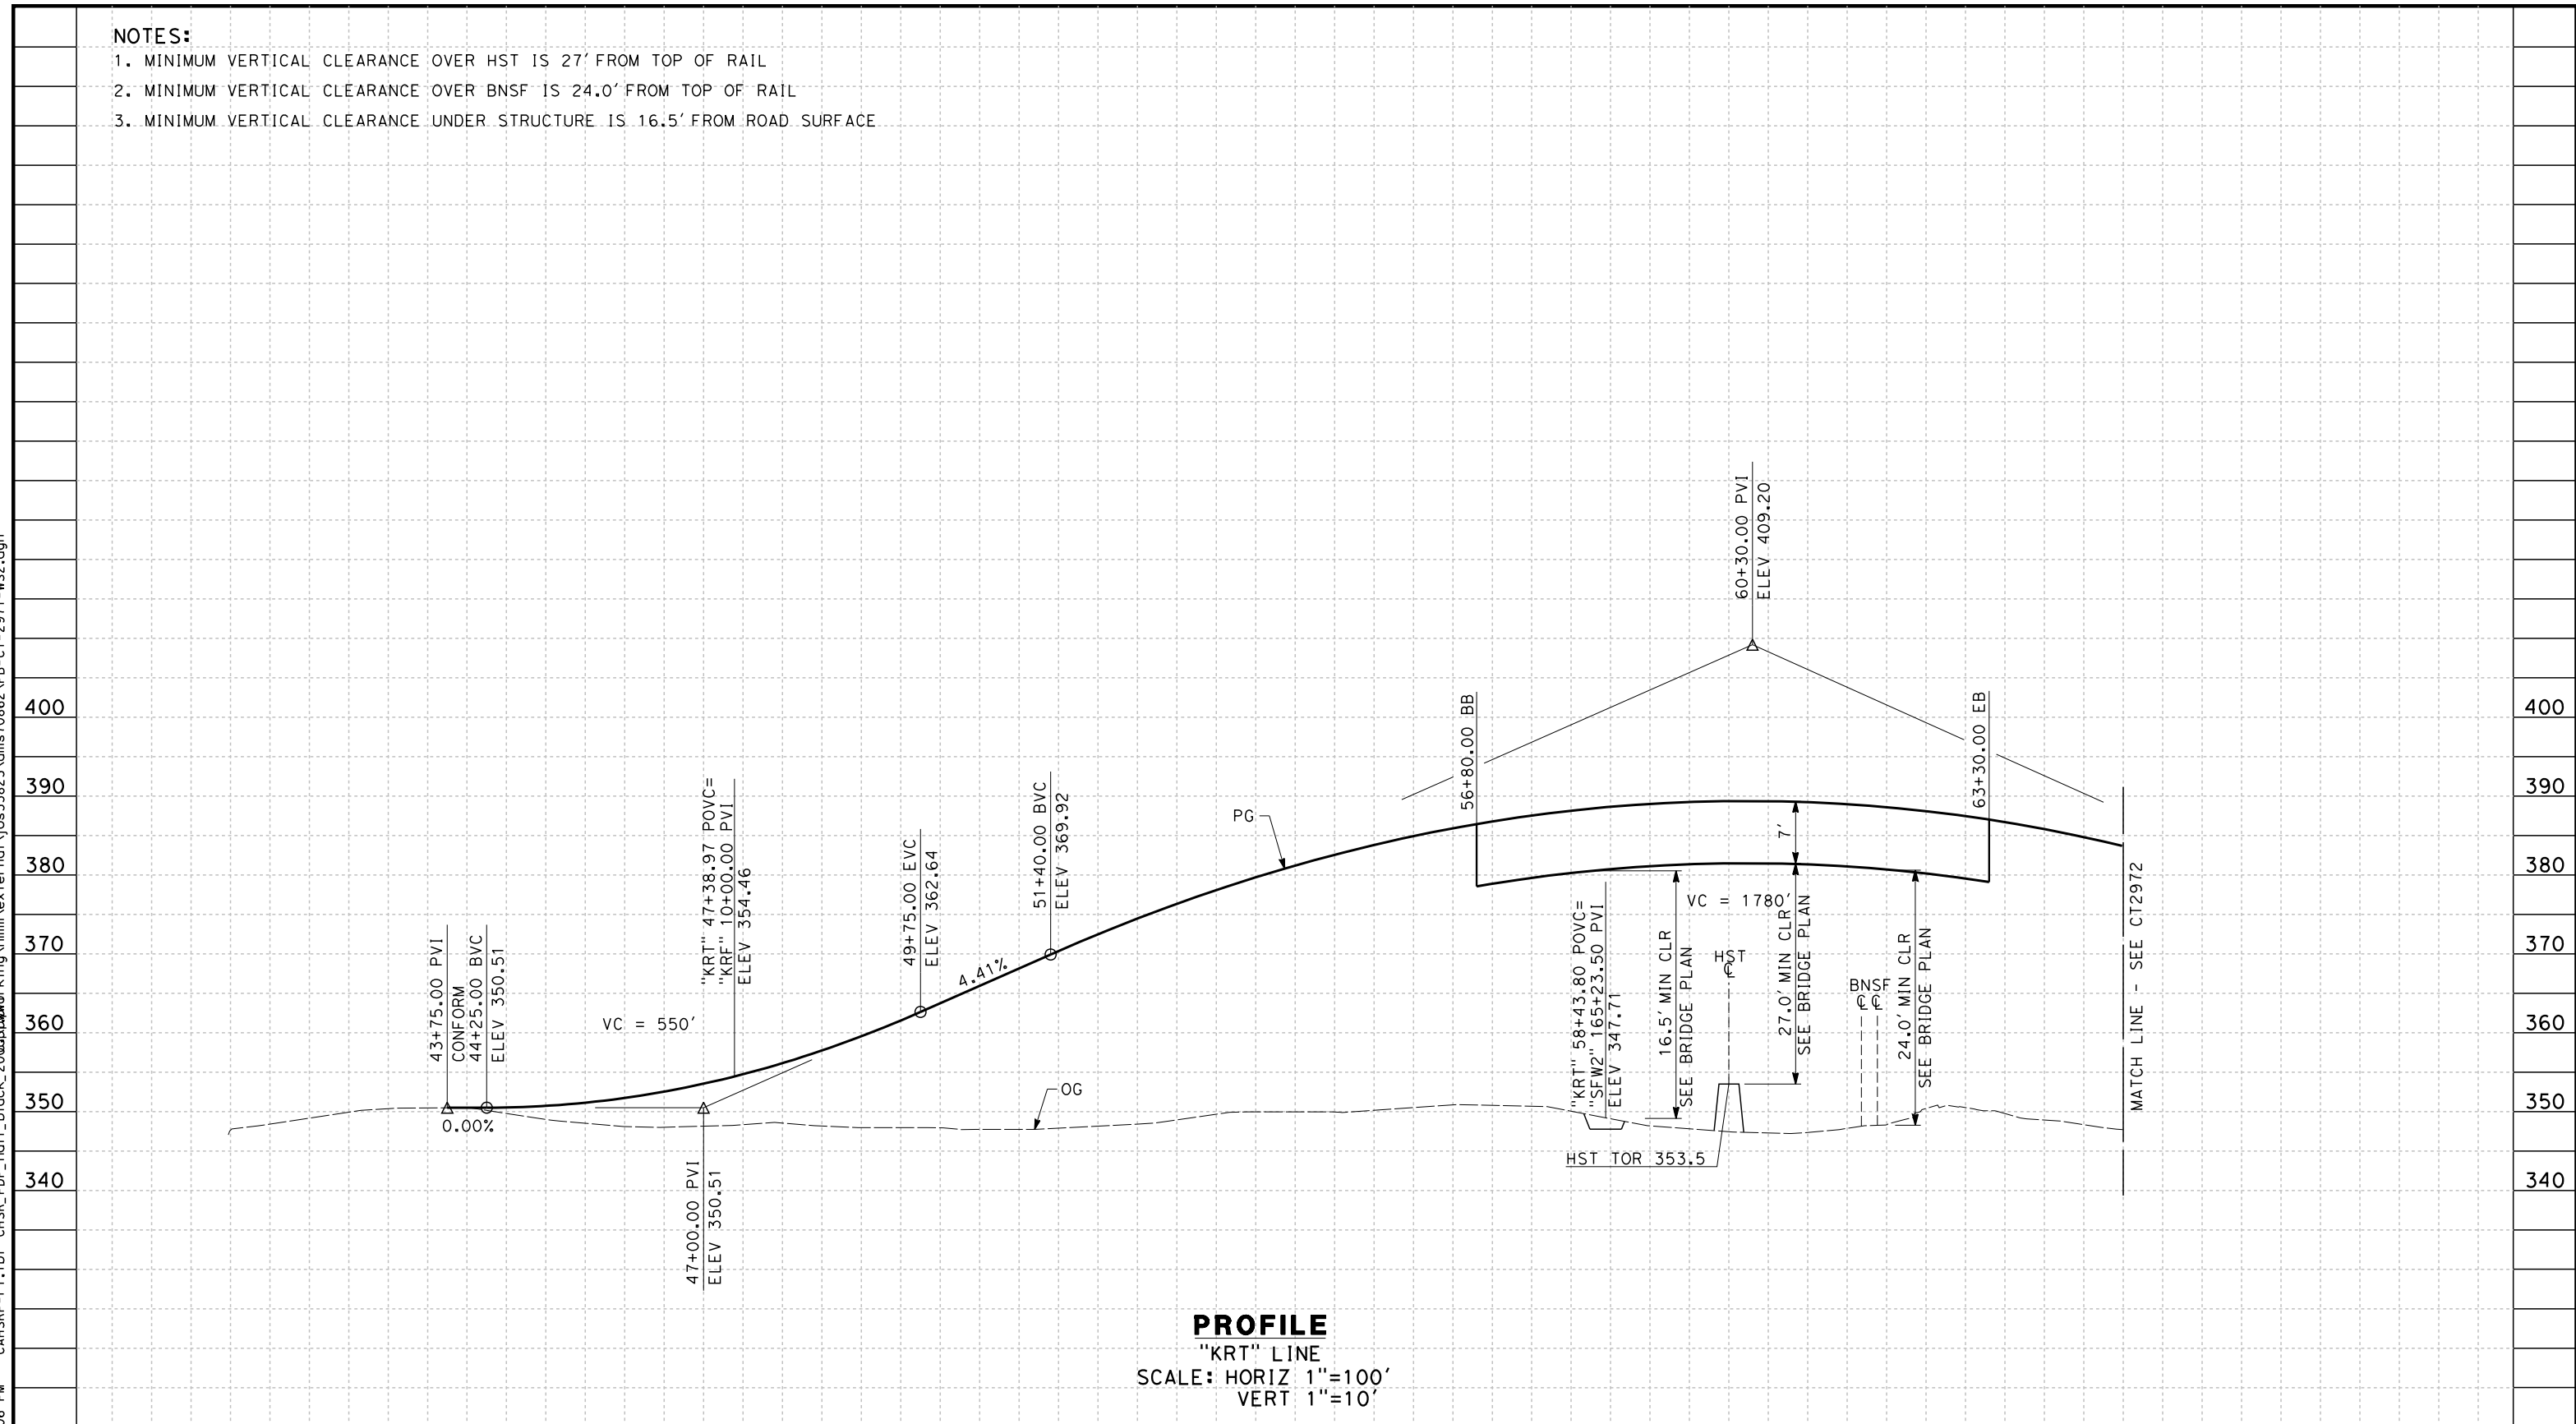 NOTES:
1. MINIMUM VERTICAL CLEARANCE OVER HST IS 27' FROM TOP OF RAIL
2. MINIMUM VERTICAL CLEARANCE OVER BNSF IS 24.0' FROM TOP OF RAIL
3. MINIMUM VERTICAL CLEARANCE UNDER STRUCTURE IS 16.5' FROM ROAD SURFACE
400
390
380
370
360
350
340
43+75.00 PVI
CONFORM
44+25.00 BVC
ELEV 350.51
0.00%
VC = 550'
47+00.00 PVI
ELEV 350.51
"KRT" 47+38.97 POVC=
"KRF" 10+00.00 PVI
ELEV 354.46
49+75.00 EVC
ELEV 362.64
4.41%
51+40.00 BVC
ELEV 369.92
OG
PG
56+80.00 BB
"KRT" 58+43.80 POVC=
"SFW2" 165+23.50 PVI
ELEV 347.71
16.5' MIN CLR
SEE BRIDGE PLAN
VC = 1780'
HST
℄
HST TOR 353.5
60+30.00 PVI
ELEV 409.20
7'
27.0' MIN CLR
SEE BRIDGE PLAN
BNSF
℄ ℄
24.0' MIN CLR
SEE BRIDGE PLAN
63+30.00 EB
MATCH LINE - SEE CT2972
400
390
380
370
360
350
340
PROFILE
"KRT" LINE
SCALE: HORIZ 1"=100'
VERT 1"=10'